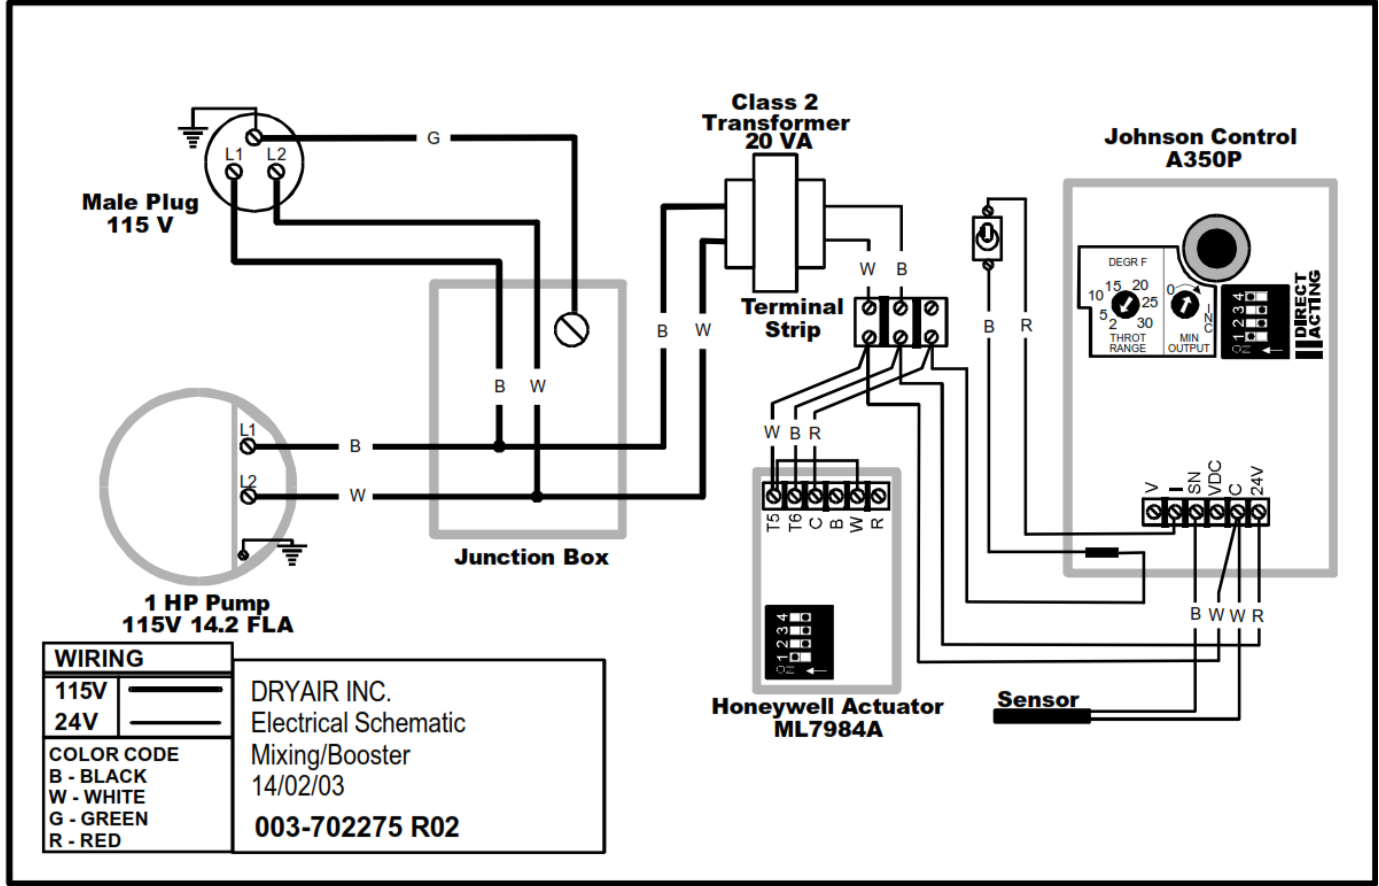 Class 2
Transformer
20 VA
Johnson Control
A350P
G
L1 L2
Male Plug
115 V
W B
Terminal
Strip
B W
B R
DEGR F
10 15 20
5 25
2 30
THROT
RANGE
0
INC
MIN
OUTPUT
1 2 3 4
ON
DIRECT
ACTING
B W
L1
B
L2
W
W B R
T5 T6 C B W R
V I SN VDC C 24V
Junction Box
1 HP Pump
115V 14.2 FLA
1 2 3 4
ON
B W W R
Sensor
Honeywell Actuator
ML7984A
WIRING
115V
24V
COLOR CODE
B - BLACK
W - WHITE
G - GREEN
R - RED
DRYAIR INC.
Electrical Schematic
Mixing/Booster
14/02/03
003-702275 R02